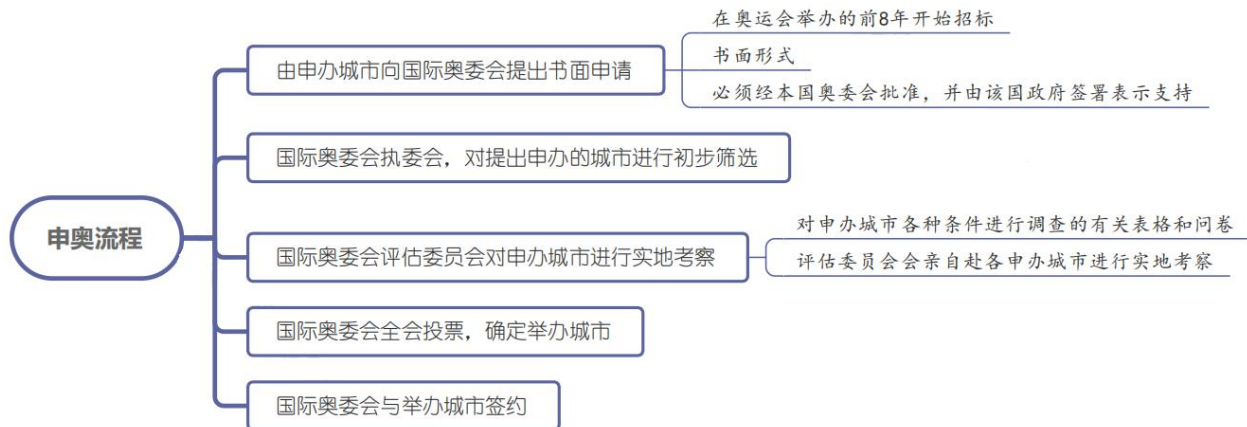 申奥流程
由申办城市向国际奥委会提出书面申请
在奥运会举办的前8年开始招标
书面形式
必须经本国奥委会批准，并由该国政府签署表示支持
国际奥委会执委会，对提出申办的城市进行初步筛选
国际奥委会评估委员会对申办城市进行实地考察
对申办城市各种条件进行调查的有关表格和问卷
评估委员会会亲自赴各申办城市进行实地考察
国际奥委会全会投票，确定举办城市
国际奥委会与举办城市签约